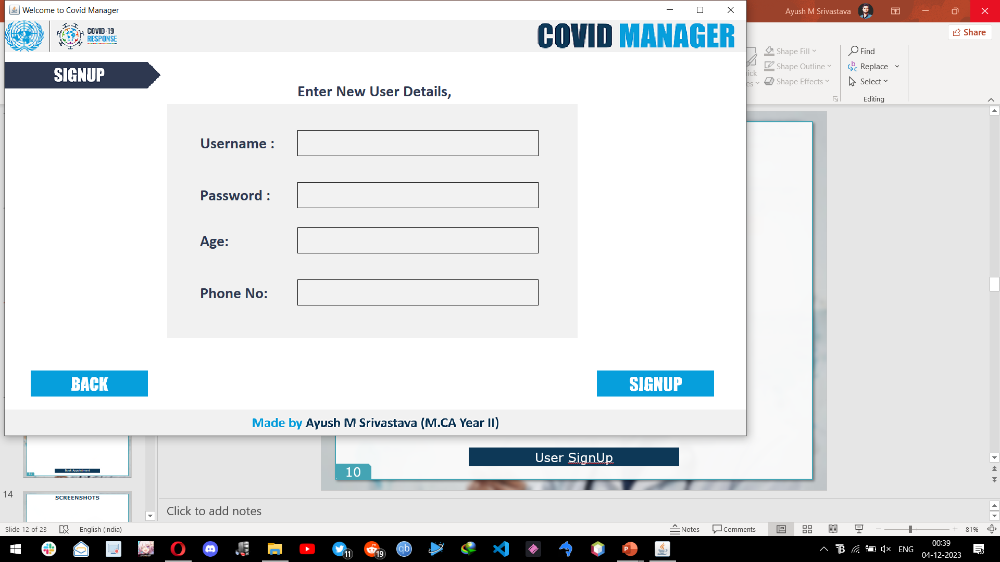 Welcome to Covid Manager
Ayush M Srivastava
COVID-19
RESPONSE
COVID MANAGER
Share
SIGNUP
Enter New User Details,
Username :
Password :
Age:
Phone No:
BACK
SIGNUP
Made by Ayush M Srivastava (M.CA Year II)
Shape Fill
Shape Outline
Shape Effects
ick
es
Find
Replace
Select
Editing
User SignUp
10
Book Appointment
14
SCREENSHOTS
Click to add notes
Slide 12 of 23
English (India)
Notes
Comments
81%
11
19
qb
ENG
00:39
04-12-2023